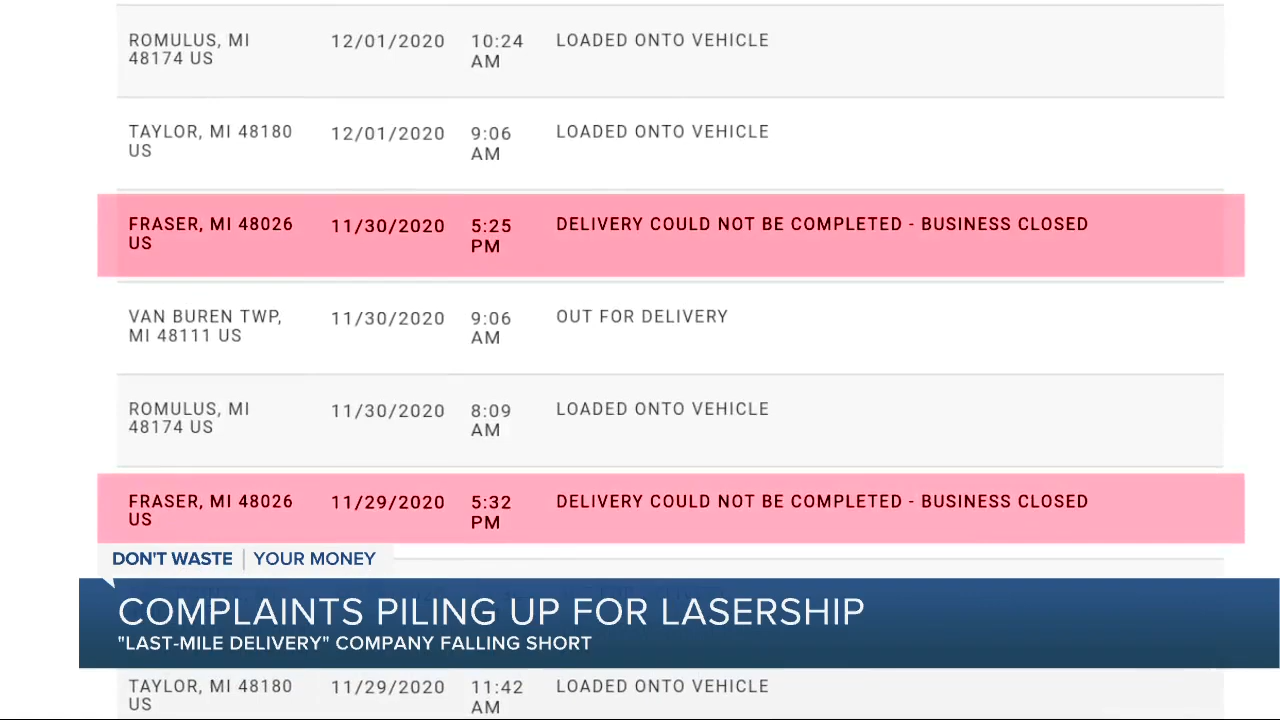 ROMULUS, MI 12/01/2020 10:24 LOADED ONTO VEHICLE
48174 US AM
TAYLOR, MI 48180 12/01/2020 9:06 LOADED ONTO VEHICLE
US AM
FRASER, MI 48026 11/30/2020 5:25 DELIVERY COULD NOT BE COMPLETED - BUSINESS CLOSED
US PM
VAN BUREN TWP, 11/30/2020 9:06 OUT FOR DELIVERY
MI 48111 US AM
ROMULUS, MI 11/30/2020 8:09 LOADED ONTO VEHICLE
48174 US AM
FRASER, MI 48026 11/29/2020 5:32 DELIVERY COULD NOT BE COMPLETED - BUSINESS CLOSED
US PM
DON'T WASTE | YOUR MONEY
COMPLAINTS PILING UP FOR LASERSHIP
"LAST-MILE DELIVERY" COMPANY FALLING SHORT
TAYLOR, MI 48180 11/29/2020 11:42 LOADED ONTO VEHICLE
US AM